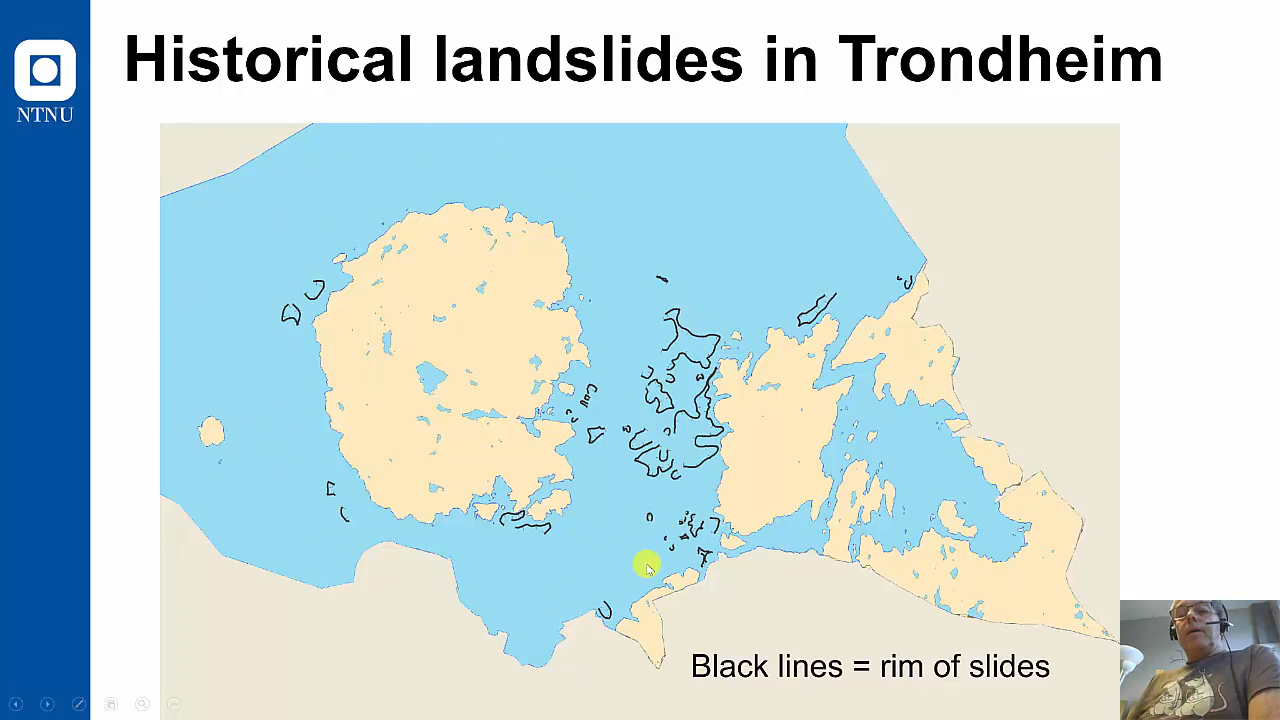 Historical landslides in Trondheim
NTNU
Black lines = rim of slides